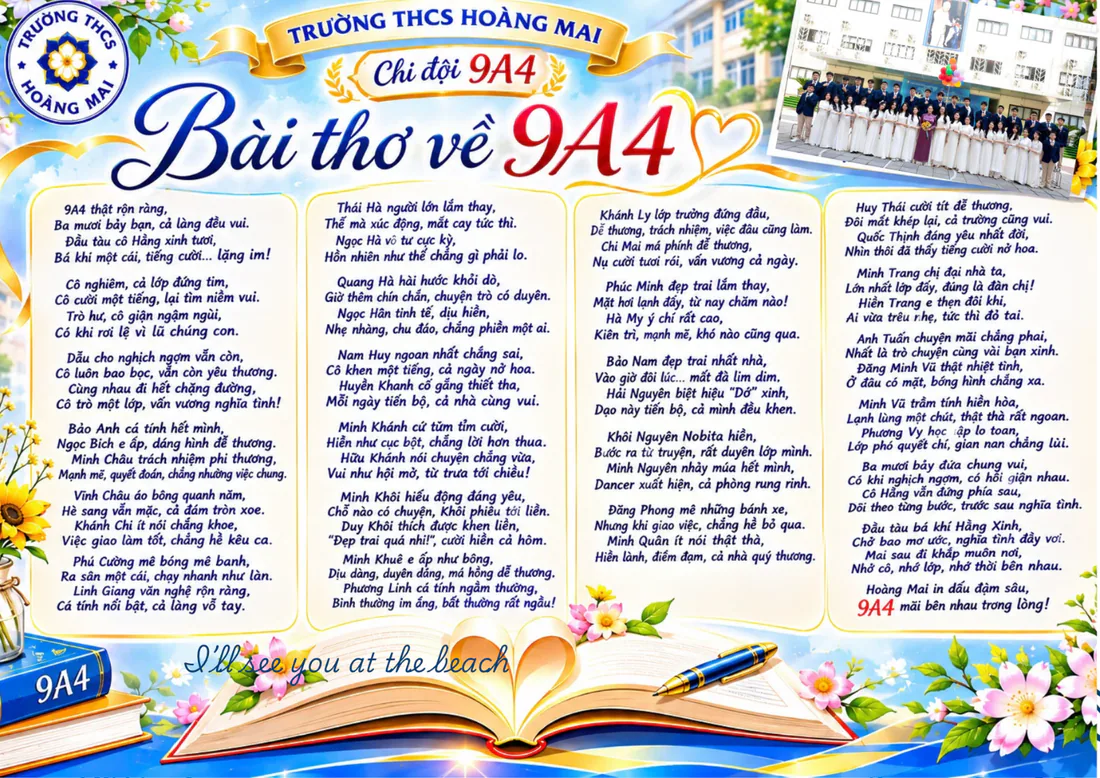 TRƯỜNG THCS
HOÀNG MAI
TRƯỜNG THCS HOÀNG MAI
Chi đội 9A4
Bài thơ về 9A4
9A4 thật rộn ràng,
Ba mươi bảy bạn, cả làng đều vui.
Đầu tàu cô Hằng xinh tươi,
Bá khí một cái, tiếng cười... lặng im!
Cô nghiêm, cả lớp đứng tim,
Cô cười một tiếng, lại tìm niềm vui.
Trò hư, cô giận ngậm ngùi,
Có khi rơi lệ vì lũ chúng con.
Dẫu cho nghịch ngợm vẫn còn,
Cô luôn bao bọc, vẫn còn yêu thương.
Cùng nhau đi hết chặng đường,
Cô trò một lớp, vấn vương nghĩa tình!
Bảo Anh cá tính hết mình,
Ngọc Bích e ấp, dáng hình dễ thương.
Minh Châu trách nhiệm phi thương,
Mạnh mẽ, quyết đoán, chẳng nhường việc chung.
Vinh Châu áo bông quanh năm,
Hè sang vẫn mặc, cả đám tròn xoe.
Khánh Chi ít nói chẳng khoe,
Việc giao làm tốt, chẳng hề kêu ca.
Phú Cường mê bóng mê banh,
Ra sân một cái, chạy nhanh như làn.
Linh Giang văn nghệ rộn ràng,
Cá tính nổi bật, cả làng vỗ tay.
Thái Hà người lớn lắm thay,
Thế mà xúc động, mắt cay tức thì.
Ngọc Hà vô tư cực kỳ,
Hồn nhiên như thể chẳng gì phải lo.
Quang Hà hài hước khỏi dò,
Giờ thêm chín chắn, chuyện trò có duyên.
Ngọc Hân tinh tế, dịu hiền,
Nhẹ nhàng, chu đáo, chẳng phiền một ai.
Nam Huy ngoan nhất chẳng sai,
Cô khen một tiếng, cả ngày nở hoa.
Huyền Khanh cố gắng thiết tha,
Mỗi ngày tiến bộ, cả nhà cùng vui.
Minh Khánh cứ tũm tỉm cười,
Hiền như cục bột, chẳng lời hơn thua.
Hữu Khánh nói chuyện chẳng vừa,
Vui như hội mở, từ trưa tới chiều!
Minh Khôi hiếu động đáng yêu,
Chỗ nào có chuyện, Khôi phiêu tới liền.
Duy Khôi thích được khen liền,
"Đẹp trai quá nhi!", cười hiền cả hôm.
Minh Khuê e ấp như bông,
Dịu dàng, duyên dáng, má hồng dễ thương.
Phương Linh cá tính ngầm thường,
Bình thường im ắng, bất thường rất ngầu!
Khánh Ly lớp trưởng đứng đầu,
Dễ thương, trách nhiệm, việc đâu cũng làm.
Chi Mai má phính dễ thương,
Nụ cười tươi rói, vấn vương cả ngày.
Phúc Minh đẹp trai lắm thay,
Mặt hơi lạnh đấy, từ nay chăm nào!
Hà My ý chí rất cao,
Kiên trì, mạnh mẽ, khó nào cũng qua.
Bảo Nam đẹp trai nhất nhà,
Vào giờ đôi lúc... mất đã lim dim.
Hải Nguyên biệt hiệu "Dố" xinh,
Dạo này tiến bộ, cả mình đều khen.
Khôi Nguyên Nobita hiền,
Bước ra từ truyện, rất duyên lớp mình.
Minh Nguyên nhảy múa hết mình,
Dancer xuất hiện, cả phòng rung rinh.
Đăng Phong mê những bánh xe,
Nhưng khi giao việc, chẳng hề bỏ qua.
Minh Quân ít nói thật thà,
Hiền lành, điềm đạm, cả nhà quý thương.
Huy Thái cười tít dễ thương,
Đôi mắt khép lại, cả trường cũng vui.
Quốc Thịnh đáng yêu nhất đời,
Nhìn thôi đã thấy tiếng cười nở hoa.
Minh Trang chị đại nhà ta,
Lớn nhất lớp đấy, đúng là đàn chị!
Hiền Trang e thẹn đôi khi,
Ai vừa trêu nhẹ, tức thì đỏ tai.
Anh Tuấn chuyện mãi chẳng phai,
Nhất là trò chuyện cùng vài bạn xinh.
Đăng Minh Vũ thật nhiệt tình,
Ở đâu có mặt, bóng hình chẳng xa.
Minh Vũ trầm tính hiền hòa,
Lạnh lùng một chút, thật thà rất ngoan.
Phương Vy học tập lo toan,
Lớp phó quyết chí, gian nan chẳng lùi.
Ba mươi bảy đứa chung vui,
Có khi nghịch ngợm, có hồi giận nhau.
Cô Hằng vẫn đứng phía sau,
Dõi theo từng bước, trước sau nghĩa tình.
Đầu tàu bá khí Hằng Xinh,
Chở bao mơ ước, nghĩa tình đầy vơi.
Mai sau đi khắp muôn nơi,
Nhớ cô, nhớ lớp, nhớ thời bên nhau.
Hoàng Mai in dấu đậm sâu,
9A4 mãi bên nhau trong lòng!
I'll see you at the beach
9A4